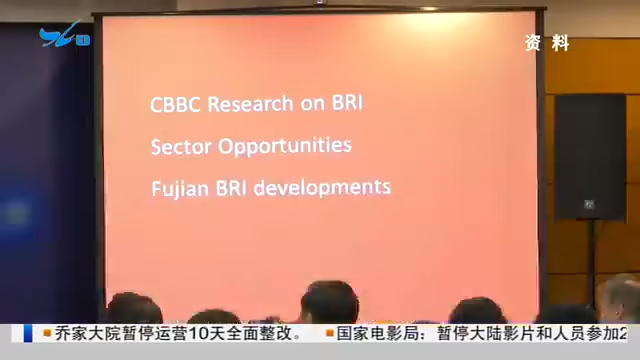 资料
CBBC Research on BRI
Sector Opportunities
Fujian BRI developments
乔家大院暂停运营10天全面整改。 国家电影局:暂停大陆影片和人员参加2